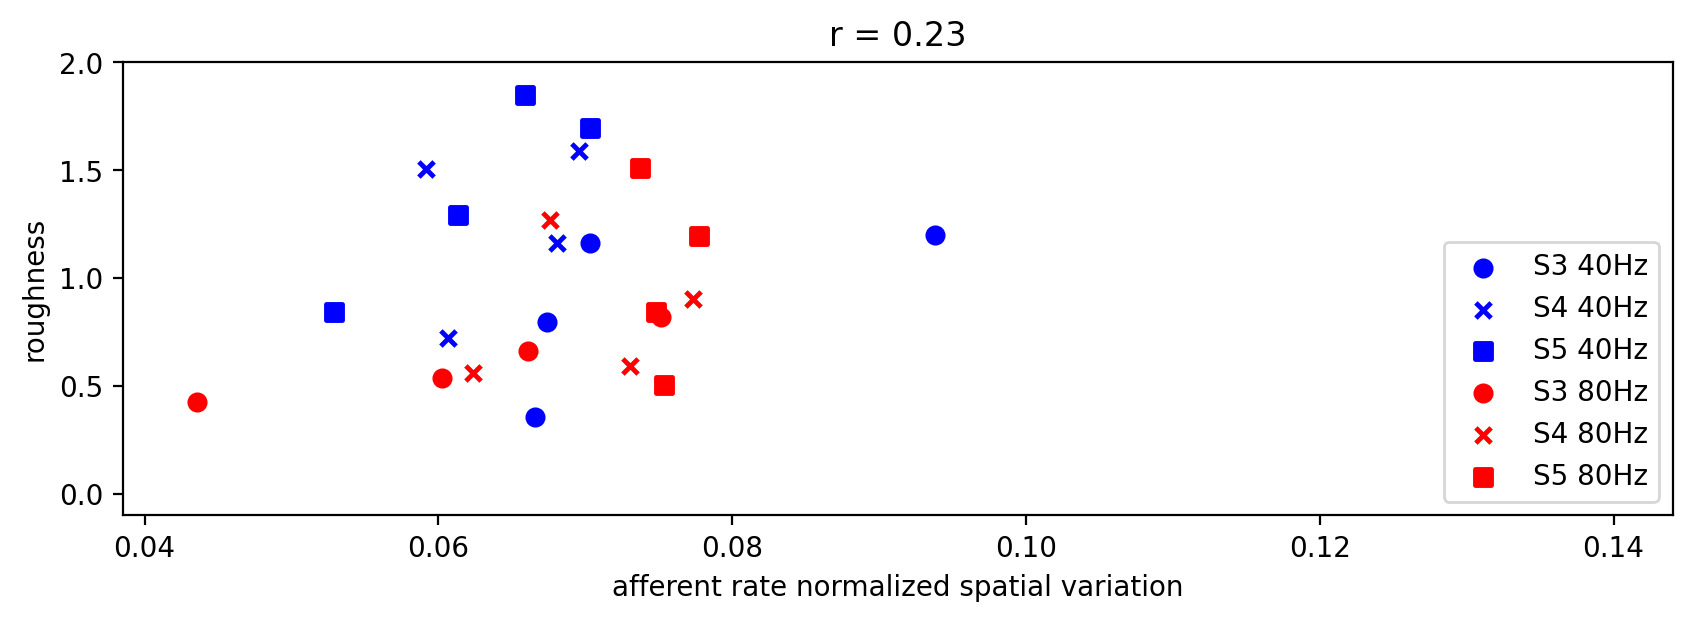 r = 0.23
2.0
1.5
1.0
0.5
0.0
roughness
0.04 0.06 0.08 0.10 0.12 0.14
afferent rate normalized spatial variation
S3 40Hz
S4 40Hz
S5 40Hz
S3 80Hz
S4 80Hz
S5 80Hz